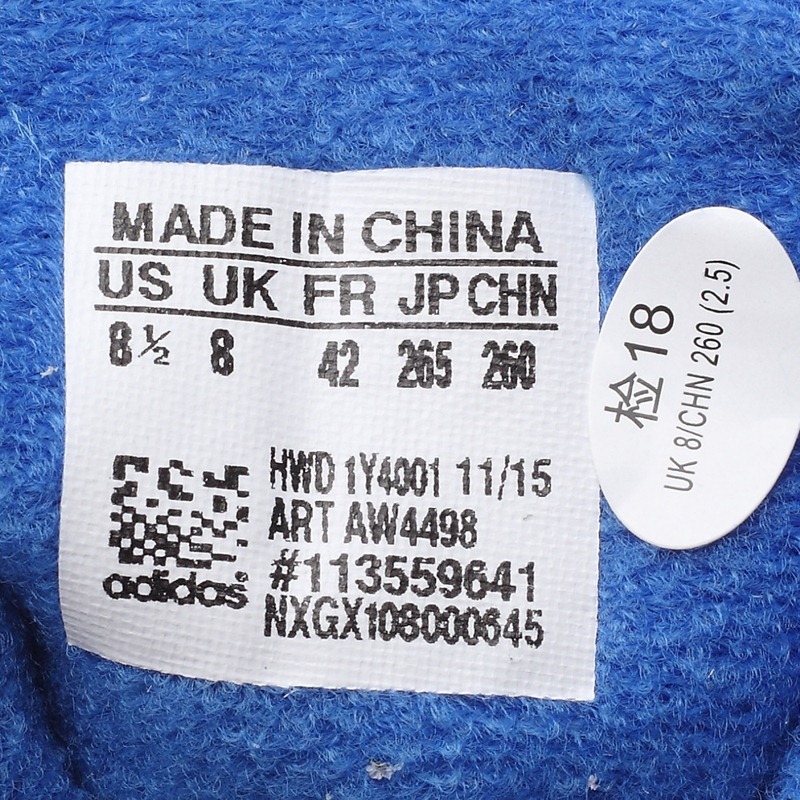 MADE IN CHINA
US UK FR JP CHN
8½ 8 42 265 260
HWD 1Y4001 11/15
ART AW4498
#113559641
NXGX108000645
adidas
检18
UK 8/CHN 260 (2.5)